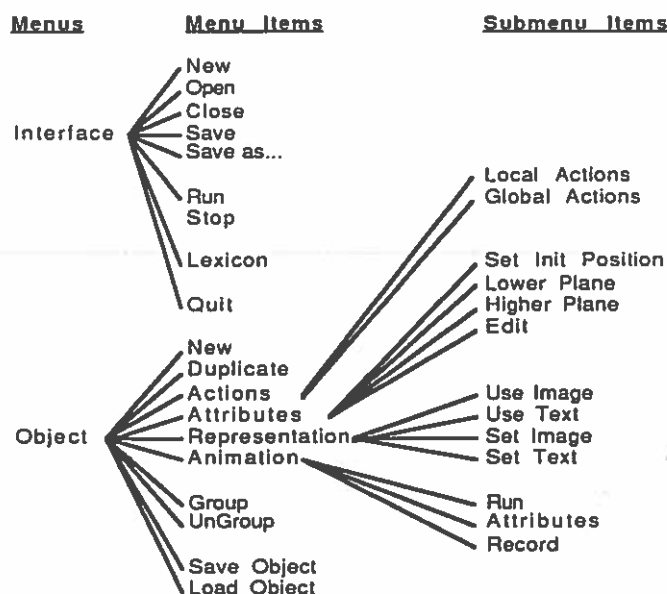 Menus Menu Items Submenu Items
New
Open
Close
Interface Save
Save as...
Local Actions
Run Global Actions
Stop
Lexicon Set Init Position
Lower Plane
Quit Higher Plane
Edit
New
Duplicate
Actions Use Image
Attributes Use Text
Object Representation Set Image
Animation Set Text
Group Run
UnGroup Attributes
Record
Save Object
Load Object